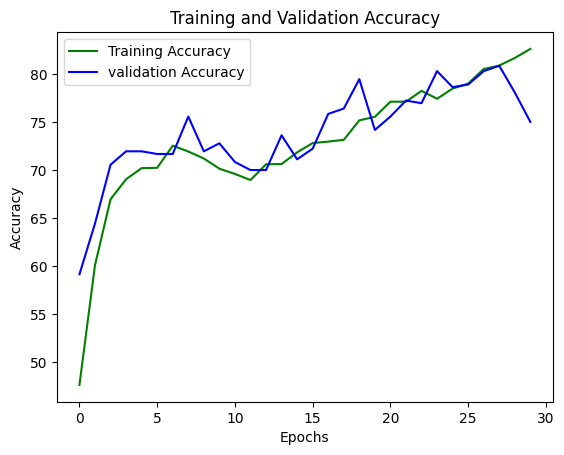 Training and Validation Accuracy
Training Accuracy
validation Accuracy
Accuracy
80
75
70
65
60
55
50
0 5 10 15 20 25 30
Epochs